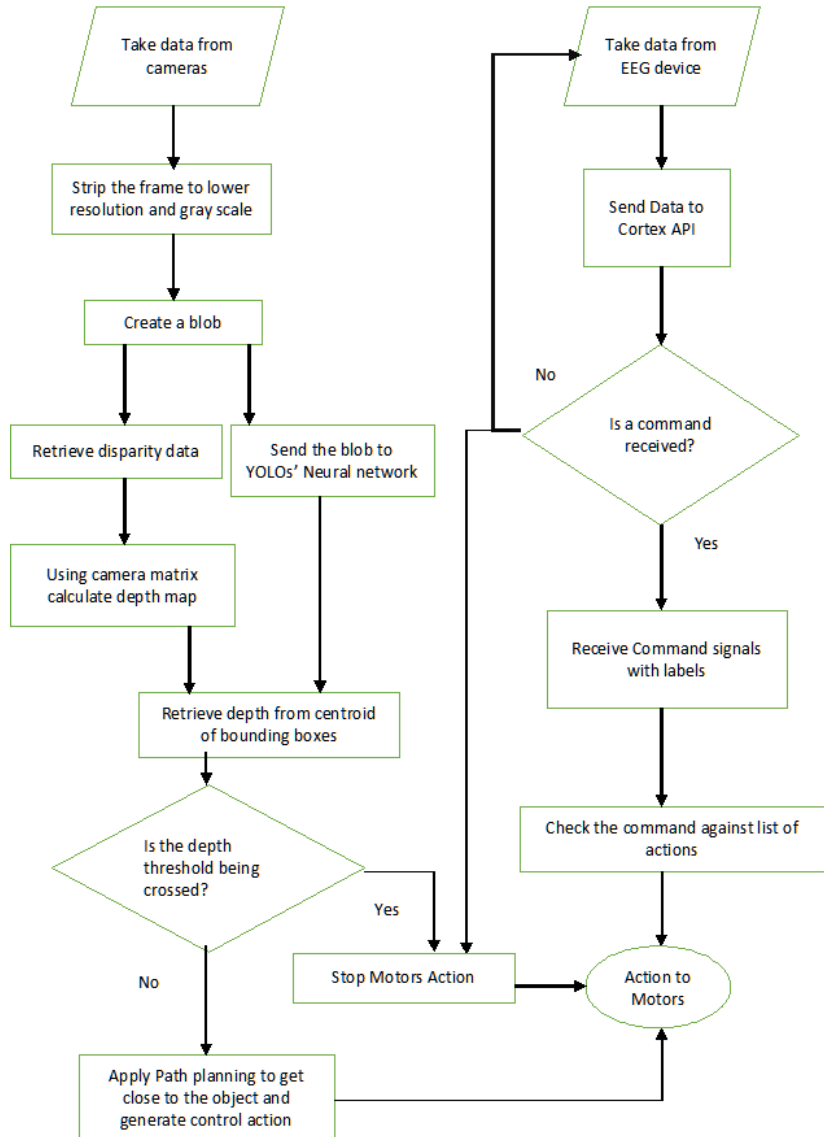 Take data from
cameras
Strip the frame to lower
resolution and gray scale
Create a blob
Retrieve disparity data
Send the blob to
YOLOs' Neural network
Using camera matrix
calculate depth map
Retrieve depth from centroid
of bounding boxes
Is the depth
threshold being
crossed?
Yes
No
Stop Motors Action
Apply Path planning to get
close to the object and
generate control action
Take data from
EEG device
Send Data to
Cortex API
No
Is a command
received?
Yes
Receive Command signals
with labels
Check the command against list of
actions
Action to
Motors